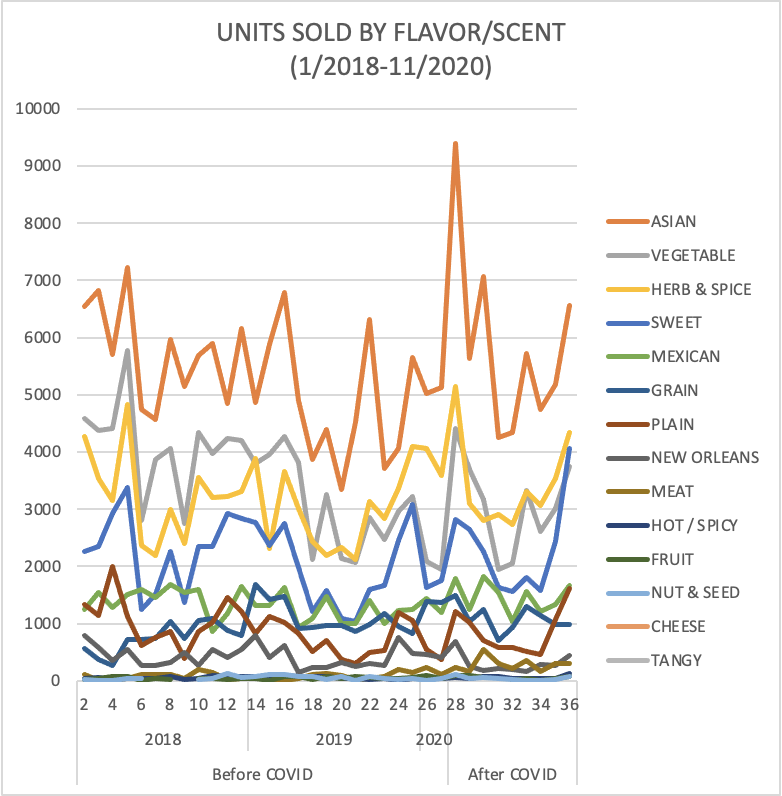 UNITS SOLD BY FLAVOR/SCENT
(1/2018-11/2020)
10000
9000
8000
7000
6000
5000
4000
3000
2000
1000
0
2 4 6 8 10 12 14 16 18 20 22 24 26 28 30 32 34 36
2018 2019 2020
Before COVID After COVID
ASIAN
VEGETABLE
HERB & SPICE
SWEET
MEXICAN
GRAIN
PLAIN
NEW ORLEANS
MEAT
HOT / SPICY
FRUIT
NUT & SEED
CHEESE
TANGY